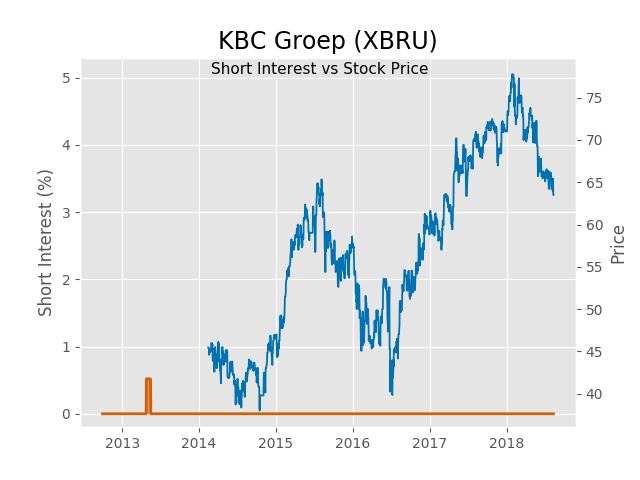 KBC Groep (XBRU)
Short Interest vs Stock Price
Short Interest (%)
5
4
3
2
1
0
75
70
65
60
55
50
45
40
Price
2013 2014 2015 2016 2017 2018